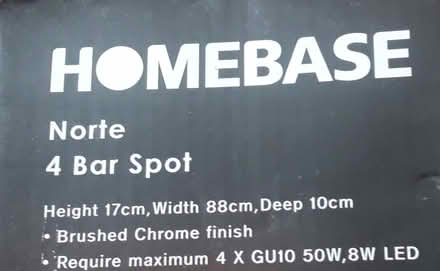 HOMEBASE
Norte
4 Bar Spot
Height 17cm, Width 88cm, Deep 10cm
• Brushed Chrome finish
• Require maximum 4 X GU10 50W,8W LED